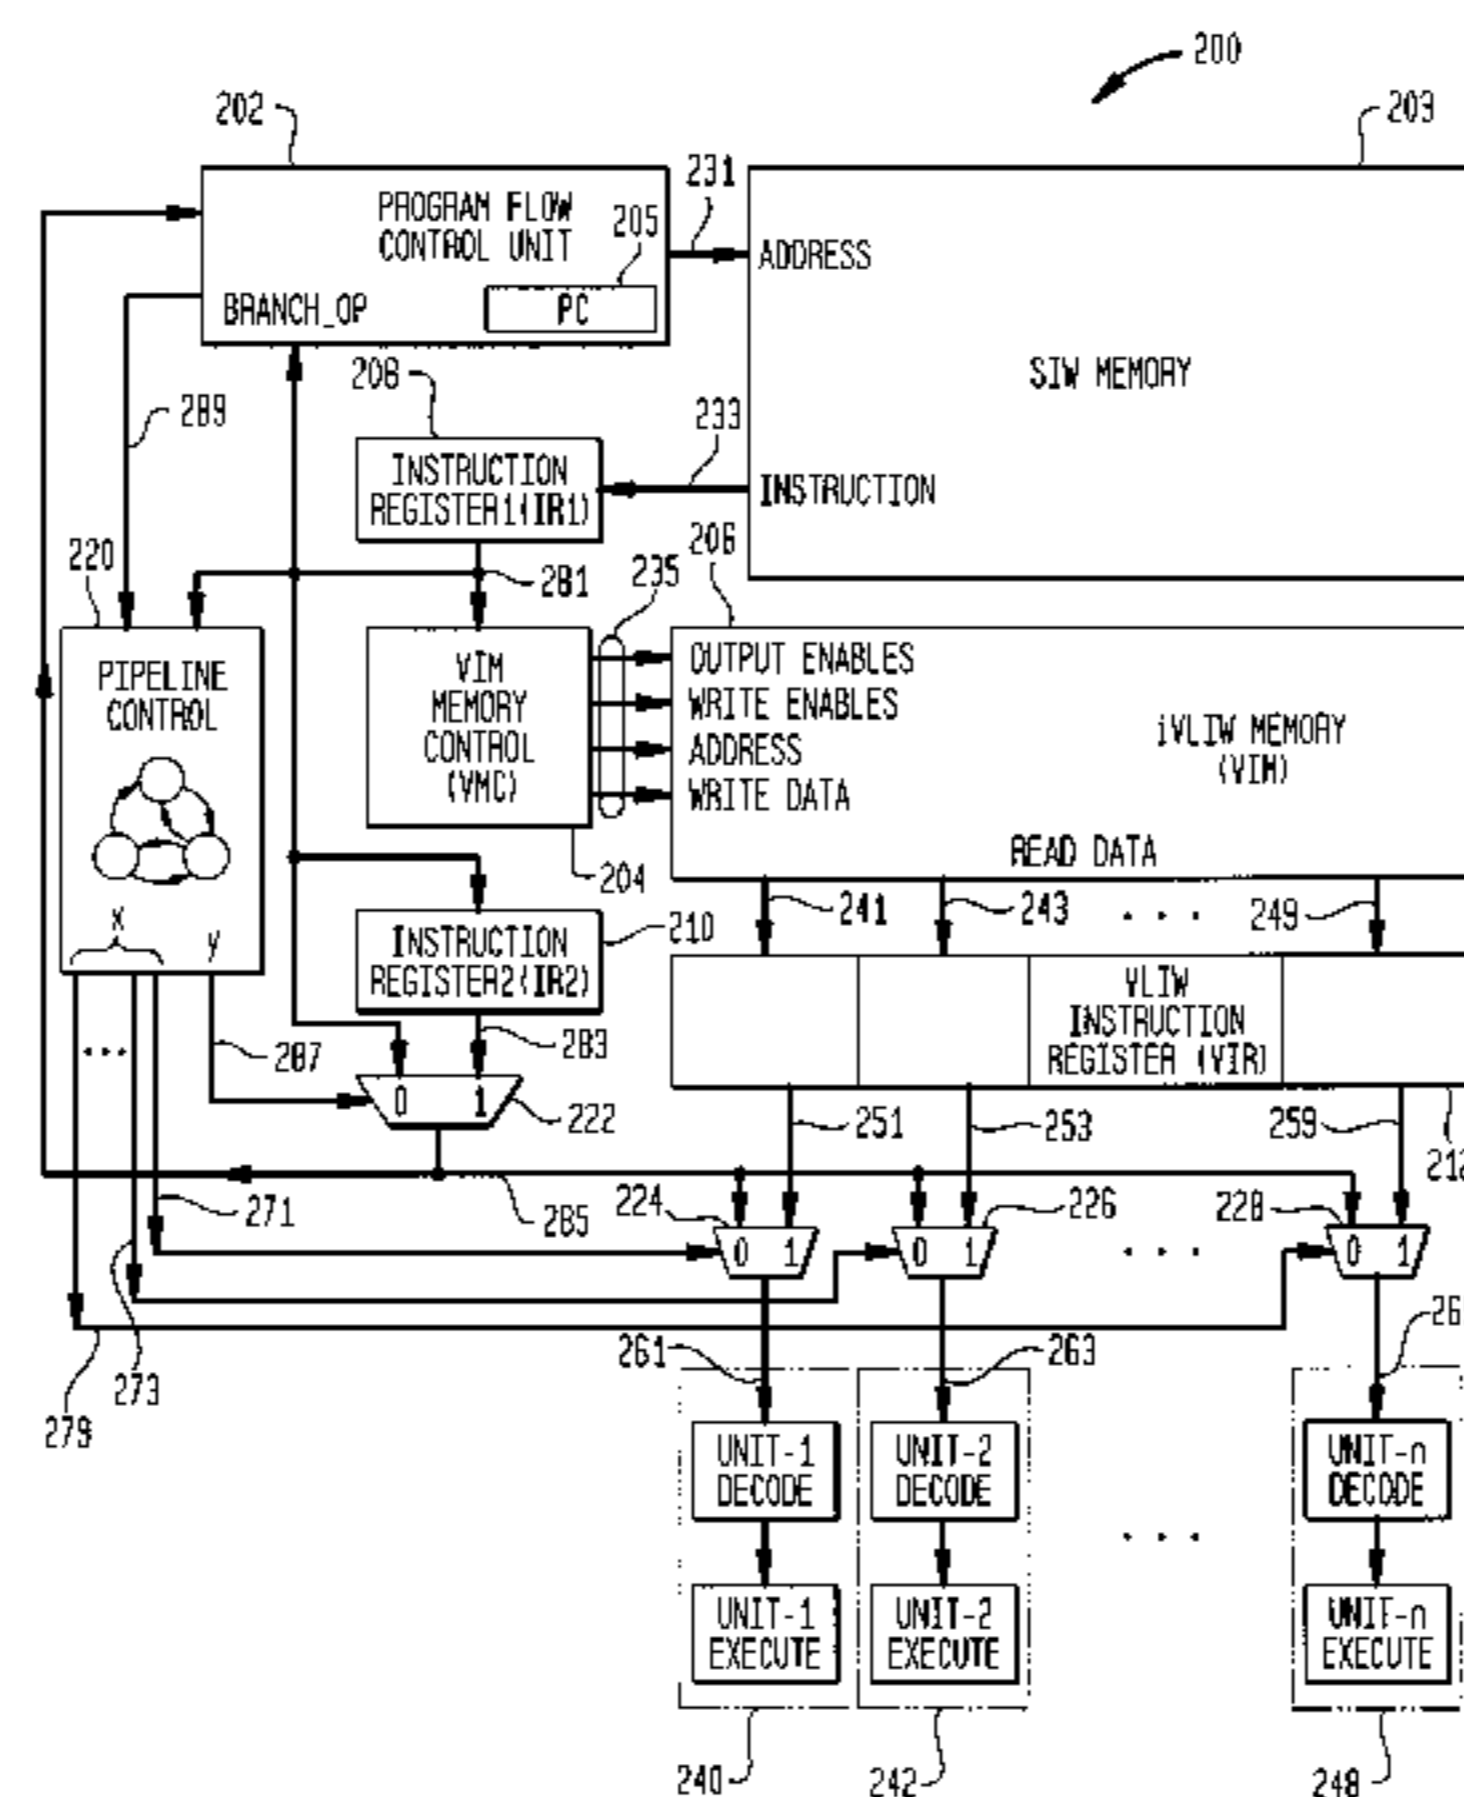 200
202
203
231
PROGRAM FLOW
CONTROL UNIT
205
ADDRESS
BRANCH_OP
PC
208
SIW MEMORY
289
233
INSTRUCTION
REGISTER1(IR1)
INSTRUCTION
220
281
235
206
PIPELINE
CONTROL
VIM
MEMORY
CONTROL
(VMC)
OUTPUT ENABLES
WRITE ENABLES
ADDRESS
WRITE DATA
iVLIW MEMORY
(VIM)
READ DATA
204
241
243
. . .
249
x
y
INSTRUCTION
REGISTER2(IR2)
210
VLIW
INSTRUCTION
REGISTER (VIR)
...
287
283
0 1
222
251
253
259
212
271
285
224
226
228
0 1
0 1
. . .
0 1
273
279
261
263
26
UNIT-1
DECODE
UNIT-2
DECODE
UNIT-n
DECODE
. . .
UNIT-1
EXECUTE
UNIT-2
EXECUTE
UNIT-n
EXECUTE
240
242
248